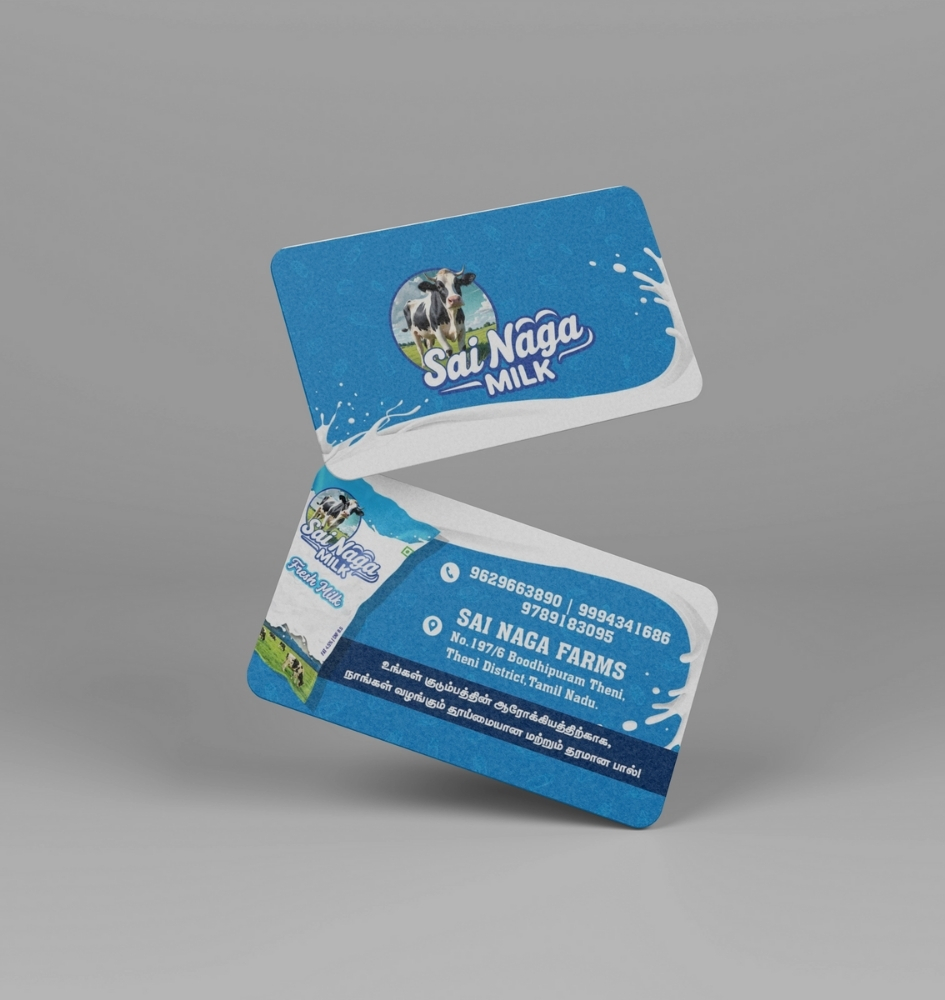 Sai Naga
MILK
Sai Naga
MILK
Fresh Milk
9629663890 | 9994341686
9789183095
SAI NAGA FARMS
No.197/6 Boodhipuram Theni,
Theni District,Tamil Nadu.
உங்கள் குடும்பத்தின் ஆரோக்கியத்திற்காக,
நாங்கள் வழங்கும் தூய்மையான மற்றும் தரமான பால்!